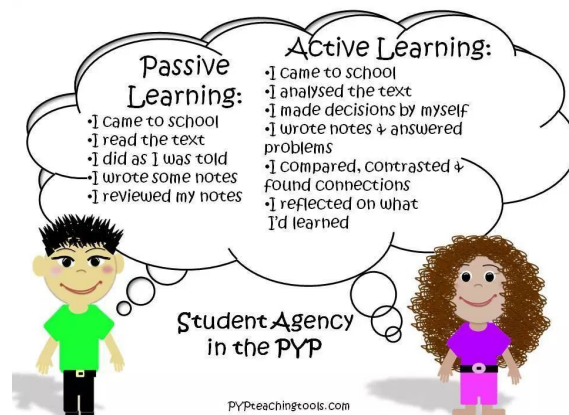 Passive
Learning:
•I came to school
•I read the text
•I did as I was told
•I wrote some notes
•I reviewed my notes
Active Learning:
•I came to school
•I analysed the text
•I made decisions by myself
•I wrote notes & answered
problems
•I compared, contrasted &
found connections
•I reflected on what
I'd learned
Student Agency
in the PYP
PYPteachingtools.com